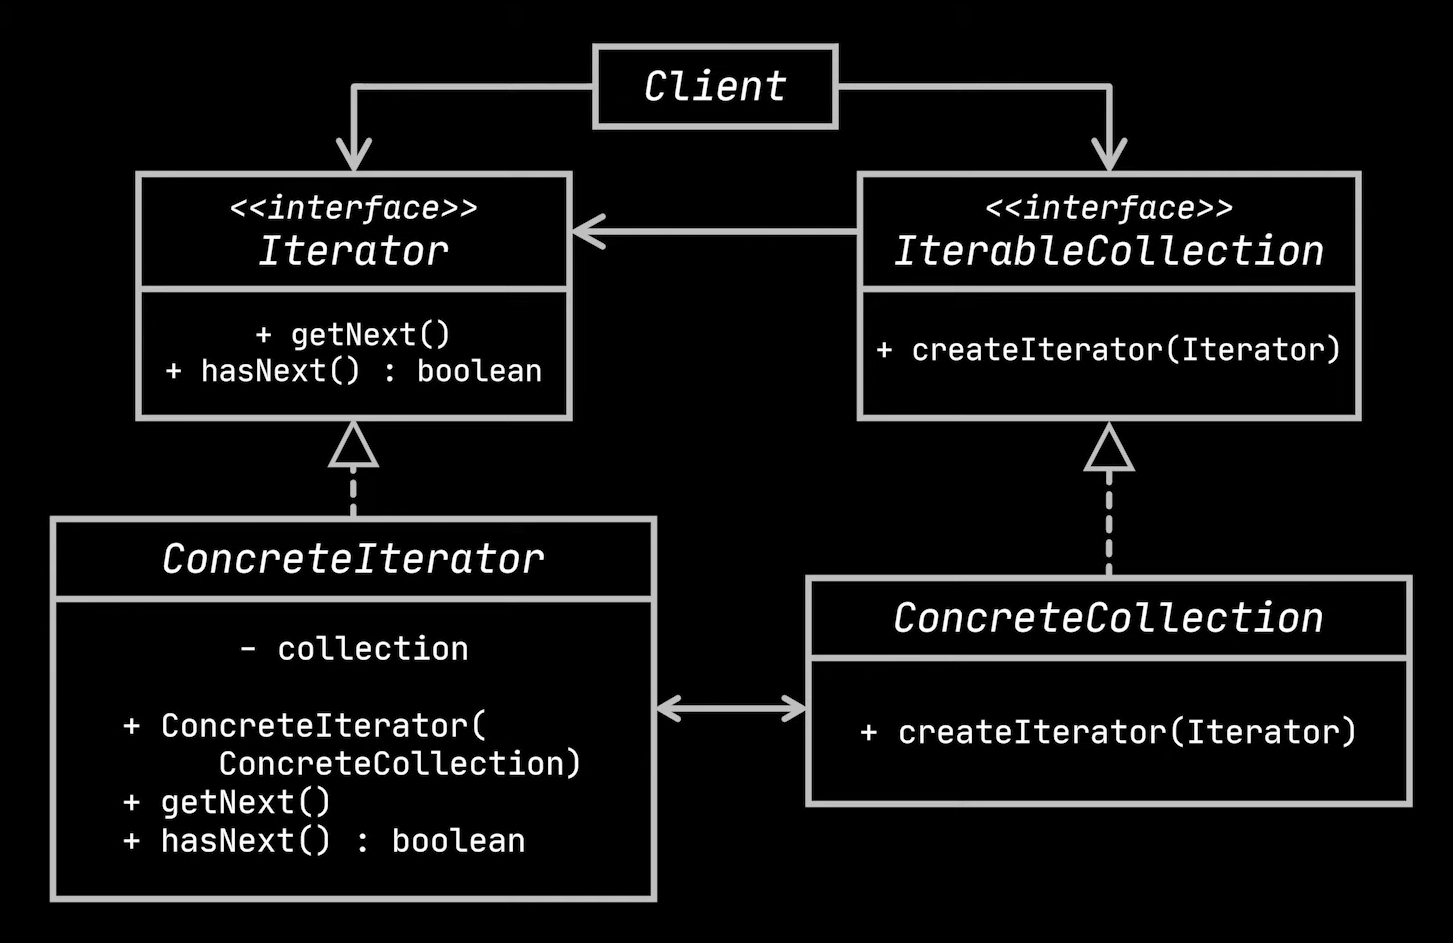 Client
<<interface>>
Iterator
+ getNext()
+ hasNext() : boolean
<<interface>>
IterableCollection
+ createIterator(Iterator)
ConcreteIterator
- collection
+ ConcreteIterator(
ConcreteCollection)
+ getNext()
+ hasNext() : boolean
ConcreteCollection
+ createIterator(Iterator)